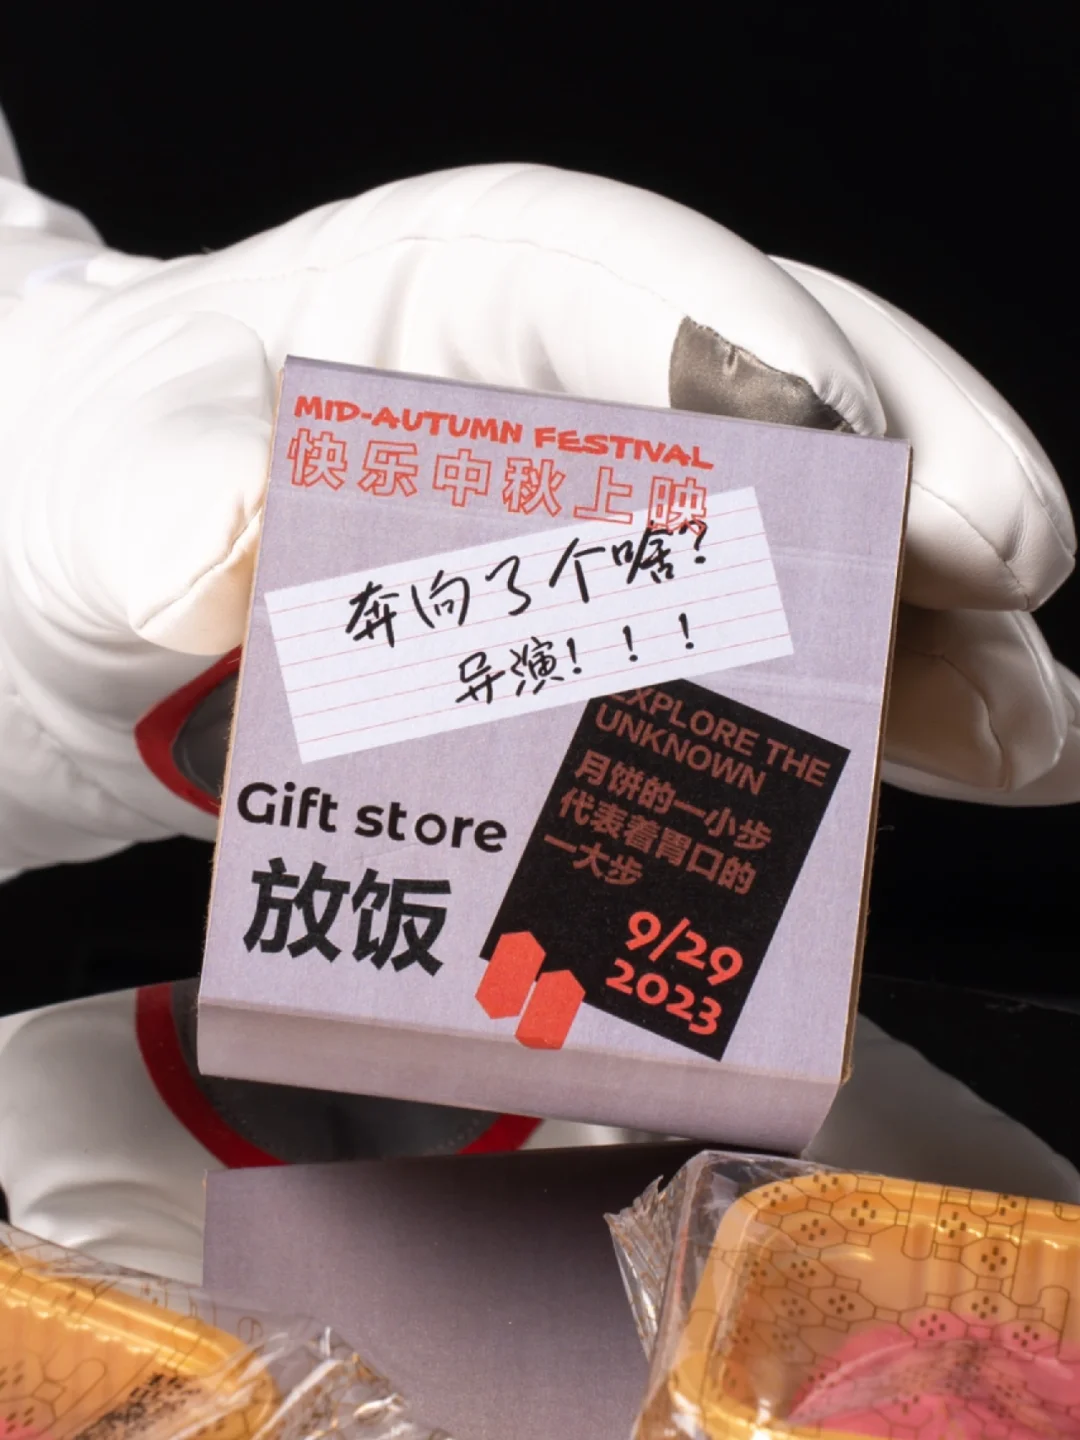 MID-AUTUMN FESTIVAL
快乐中秋上映
奔向了个啥?
导演!!!
EXPLORE THE
UNKNOWN
月饼的一小步
代表着胃口的
一大步
9/29
2023
Gift store
放饭